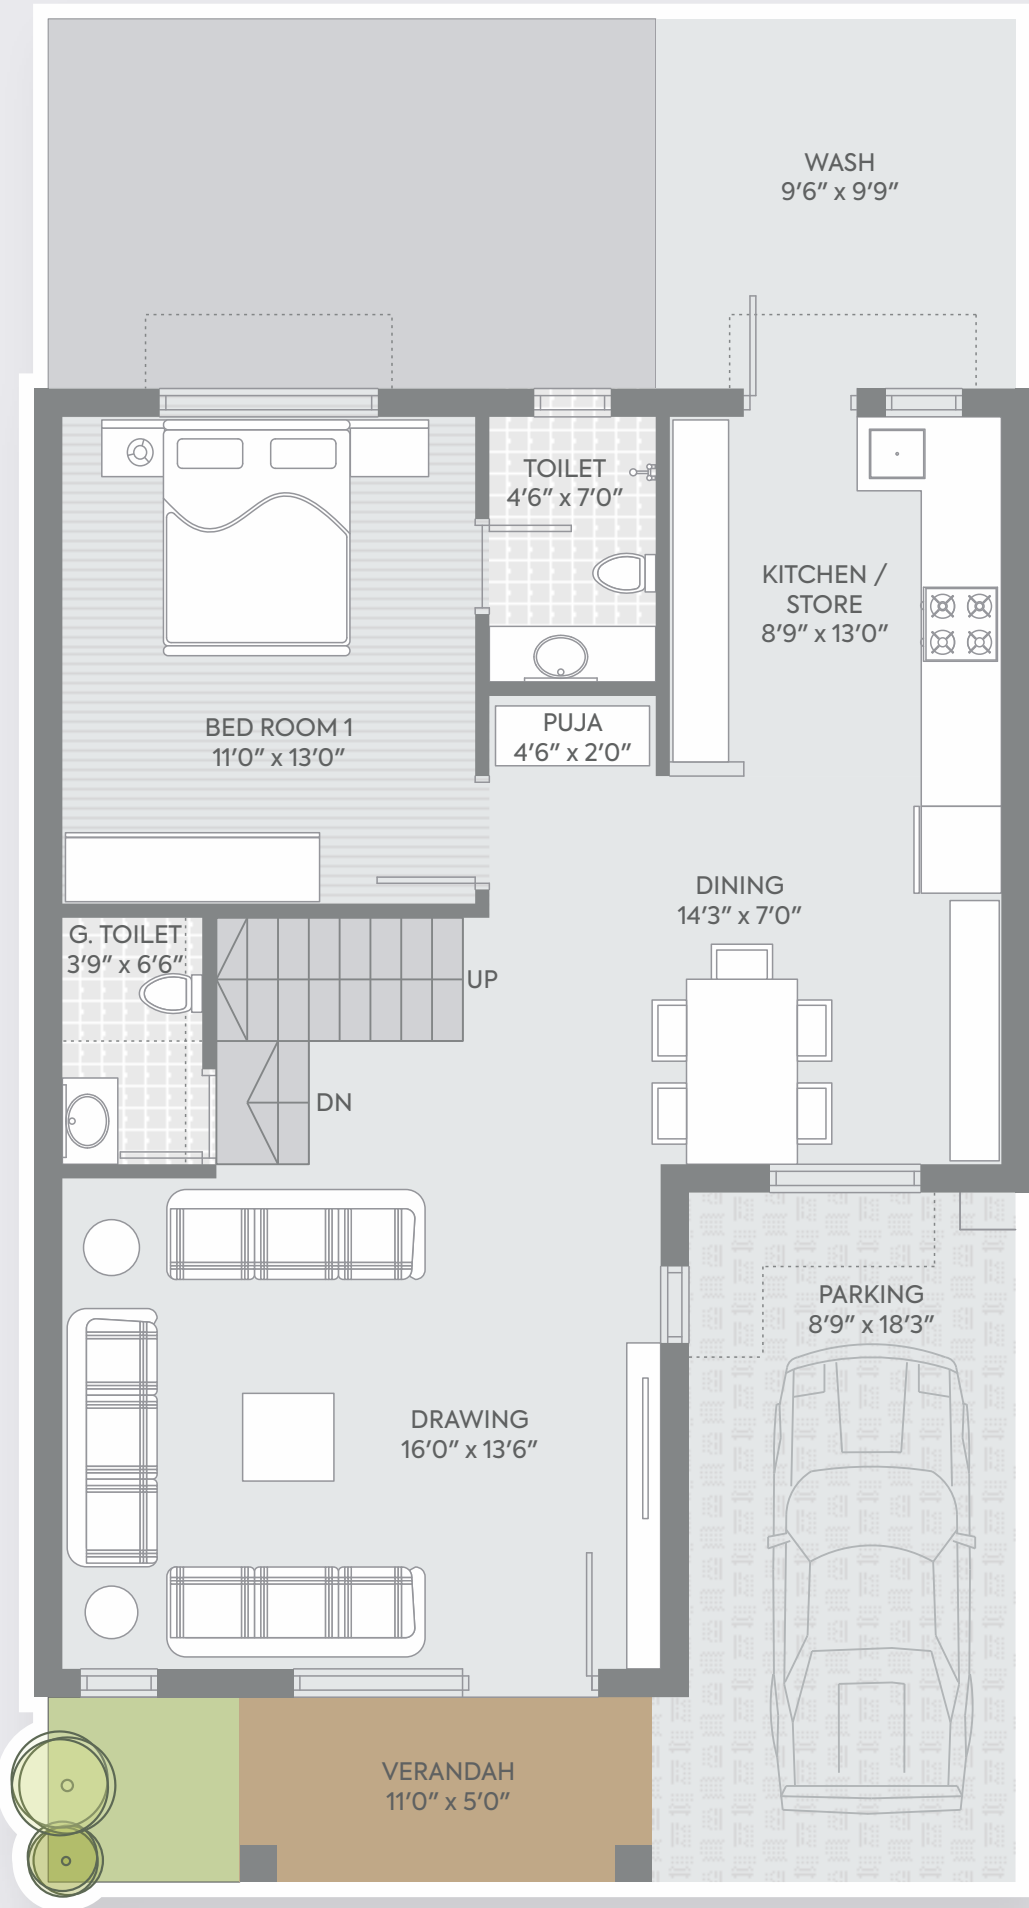 WASH
9′6″ x 9′9″
TOILET
4′6″ x 7′0″
KITCHEN /
STORE
8′9″ x 13′0″
BED ROOM 1
11′0″ x 13′0″
PUJA
4′6″ x 2′0″
DINING
14′3″ x 7′0″
G. TOILET
3′9″ x 6′6″
UP
DN
PARKING
8′9″ x 18′3″
DRAWING
16′0″ x 13′6″
VERANDAH
11′0″ x 5′0″